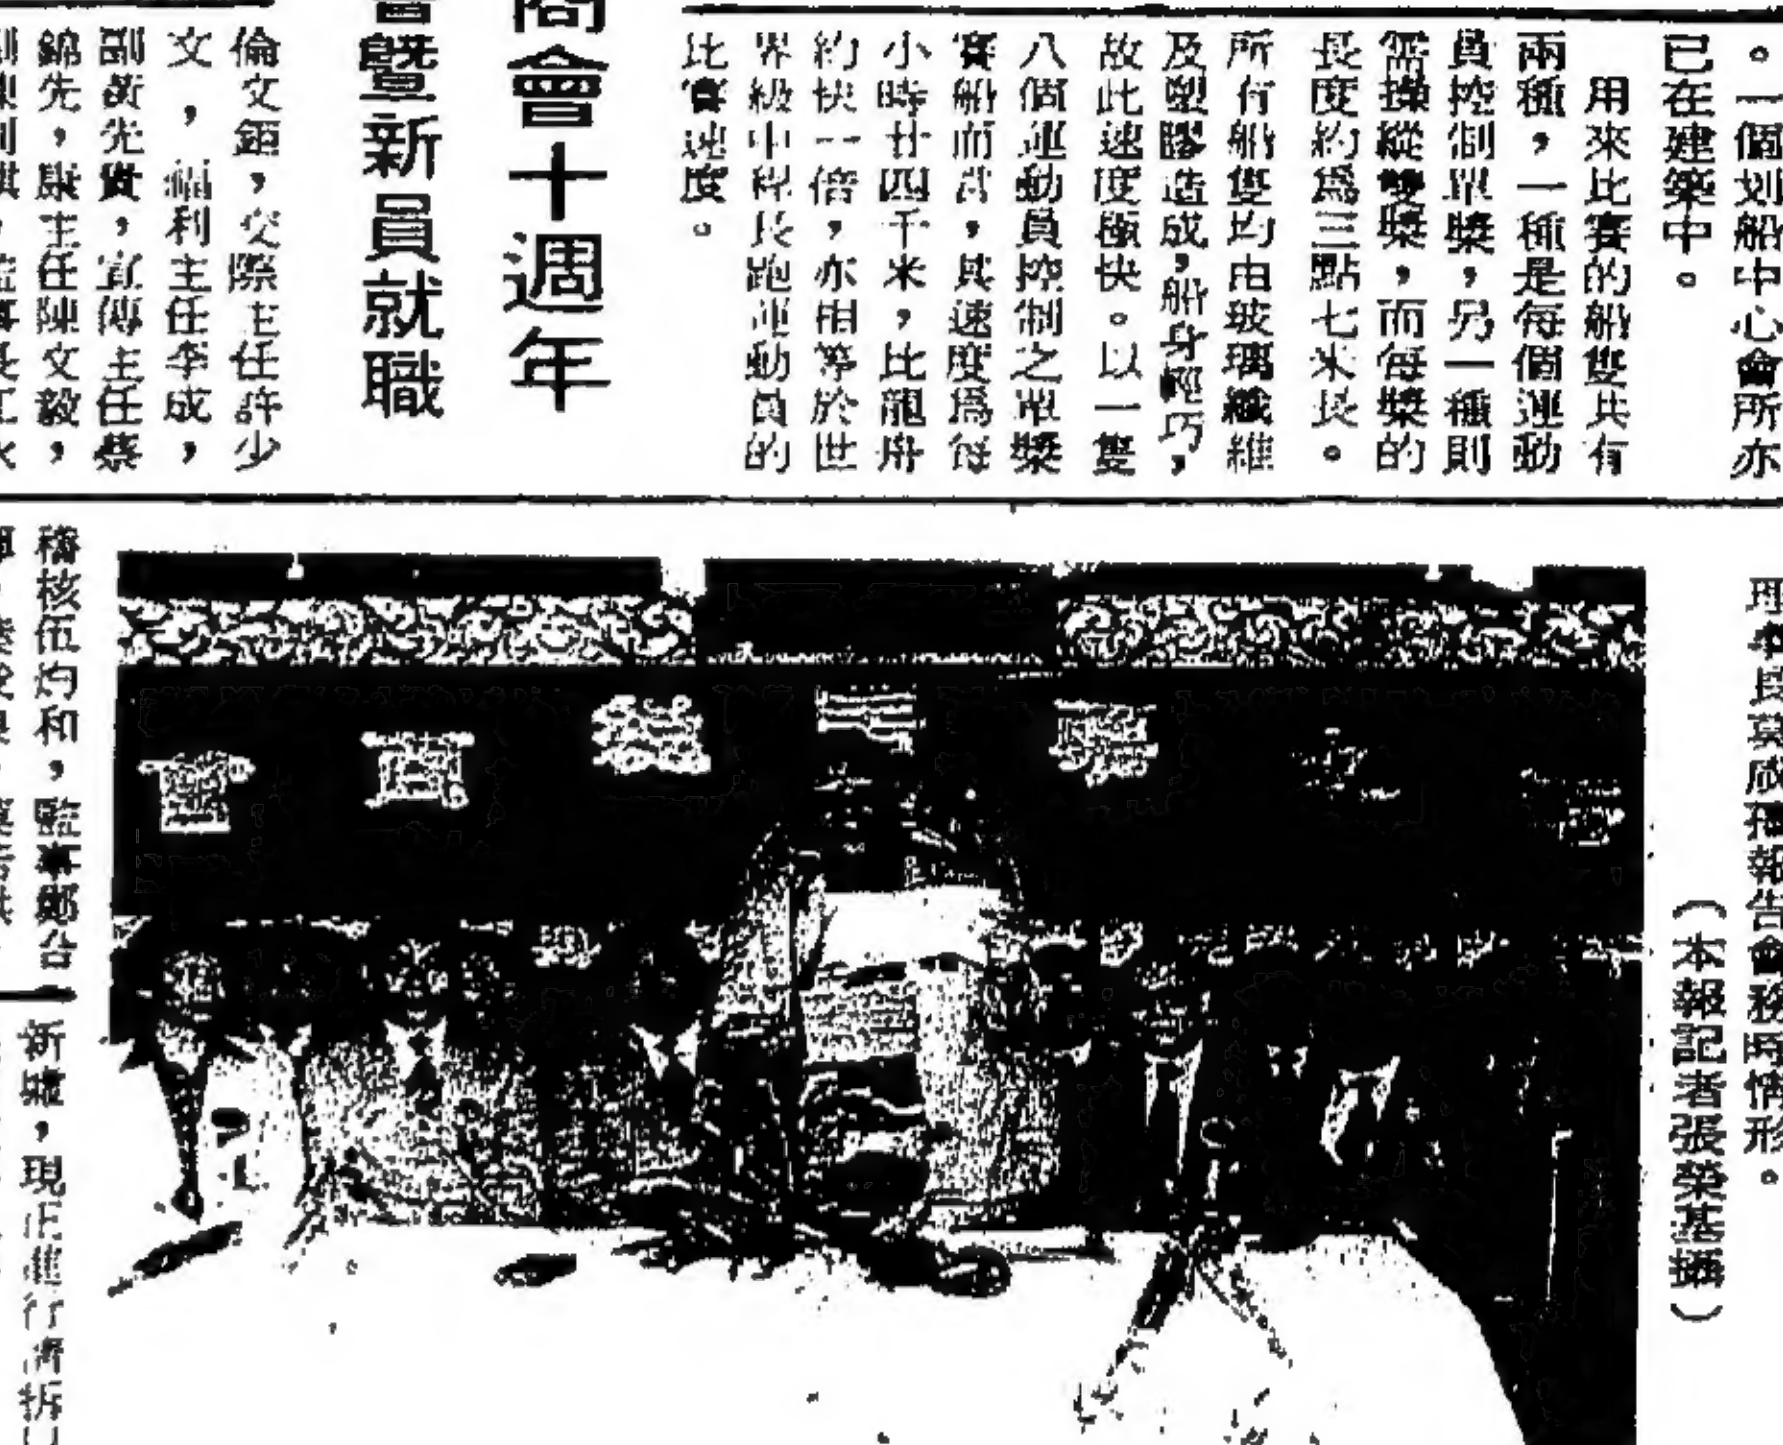 。一個划船中心會所亦
已在建築中。
用來比賽的船隻共有
兩種，一種是每個運動
員控制單槳，另一種則
需操縱雙槳，而每槳的
長度約爲三點七米長。
所有船隻均由玻璃纖維
及塑膠造成，船身輕巧，
故此速度極快。以一隻
八個運動員控制之單槳
賽船而言，其速度爲每
小時廿四千米，比龍舟
約快一倍，亦相等於世
界級中程長跑運動員的
比賽速度。
商會十週年
會暨新員就職
倫文鉅，交際主任許少
文，福利主任李成，
副黃先賢，宣傳主任蔡
錦先，康主任陳文毅，
理事長莫成穗報告會務時情形。
（本報記者張榮基攝）
稽核伍灼和，監事鄭公
新牆，現正進行清拆